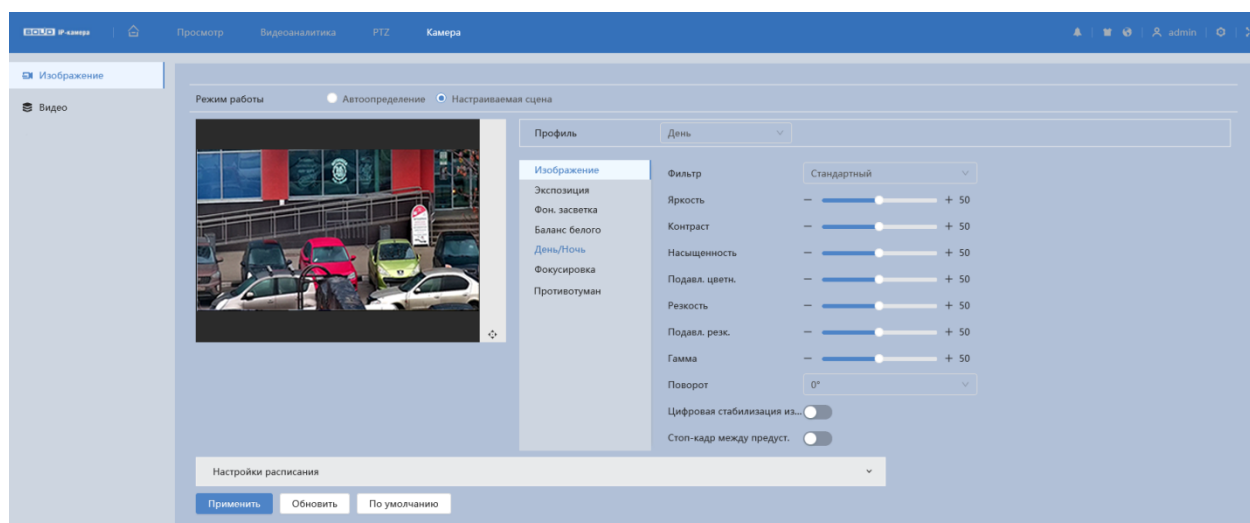 BOLID IP-камера
Просмотр Видеоаналитика PTZ Камера admin
Изображение
Видео
Режим работы Автоопределение Настраиваемая сцена
Профиль День
Изображение
Экспозиция
Фон. засветка
Баланс белого
День/Ночь
Фокусировка
Противотуман
Фильтр Стандартный
Яркость − + 50
Контраст − + 50
Насыщенность − + 50
Подавл. цветн. − + 50
Резкость − + 50
Подавл. резк. − + 50
Гамма − + 50
Поворот 0°
Цифровая стабилизация из...
Стоп-кадр между предуст.
Настройки расписания
Применить Обновить По умолчанию